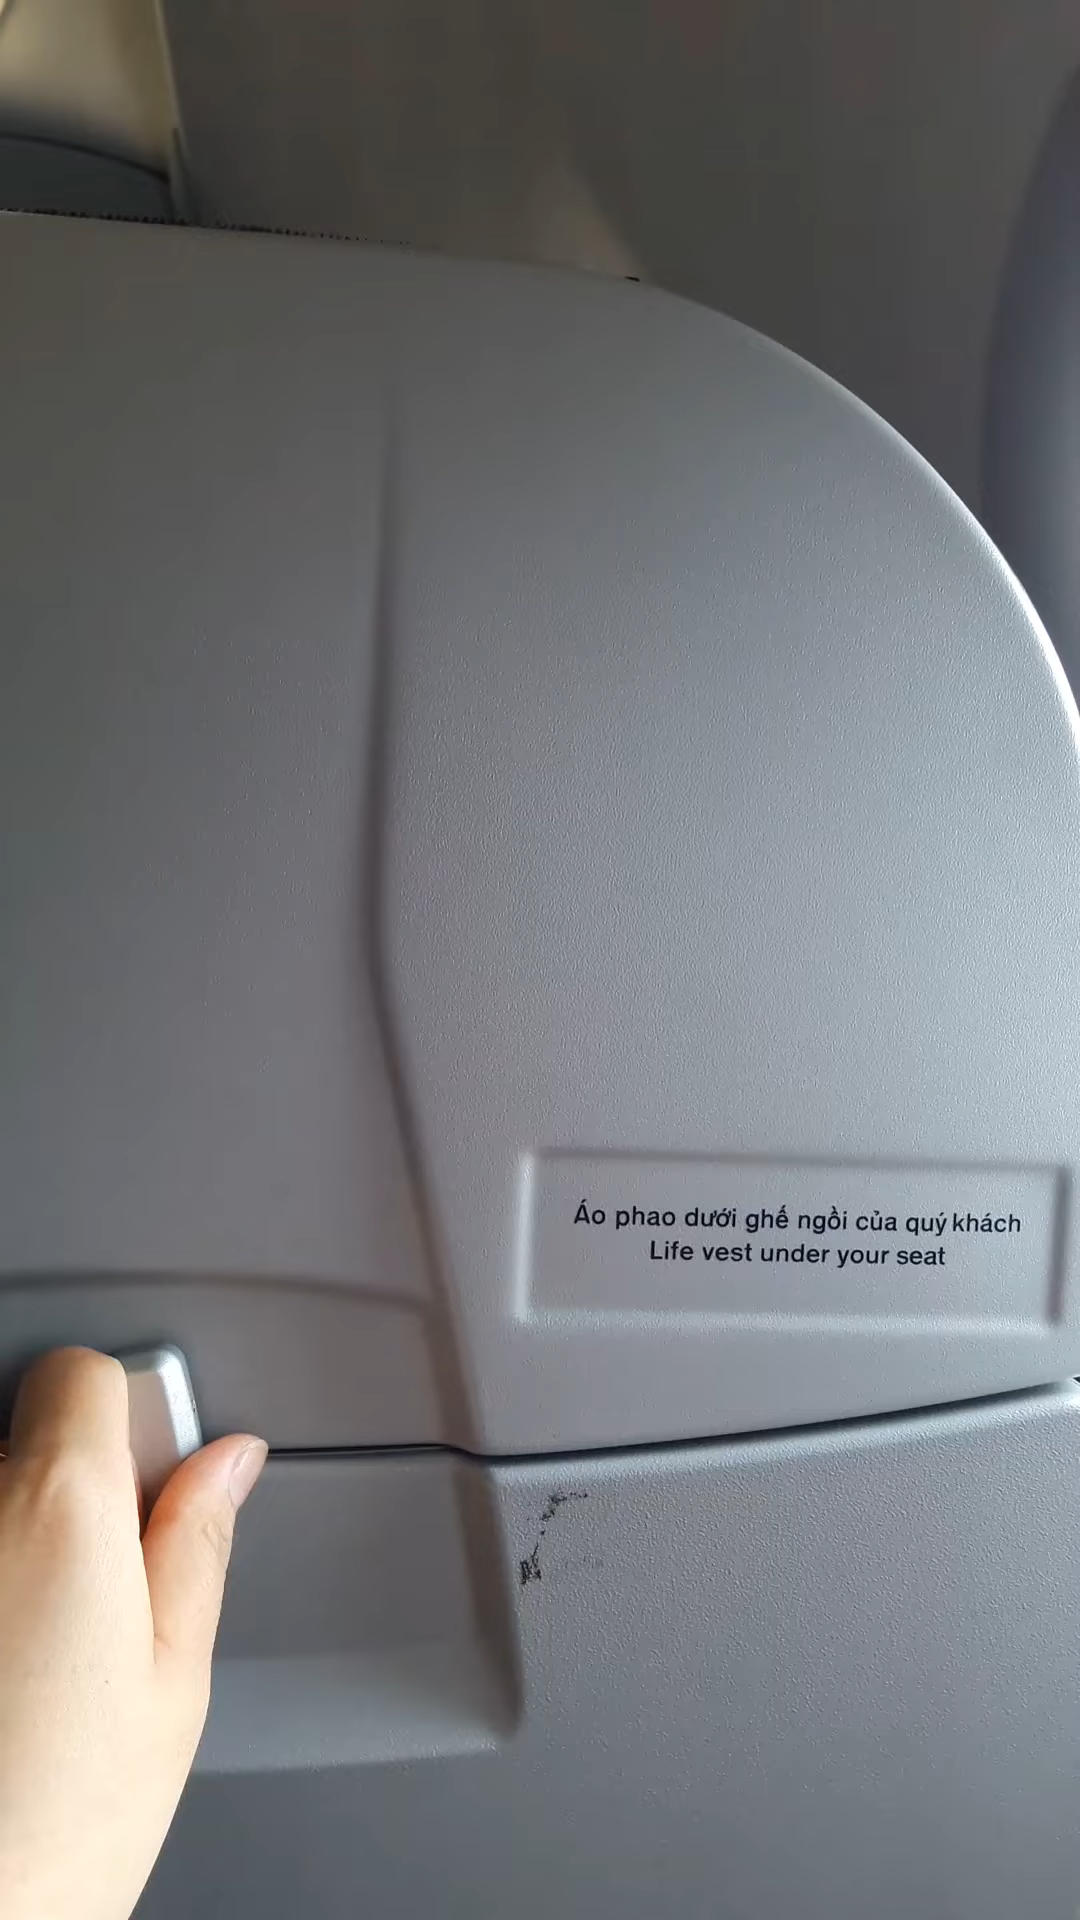 Áo phao dưới ghế ngồi của quý khách
Life vest under your seat